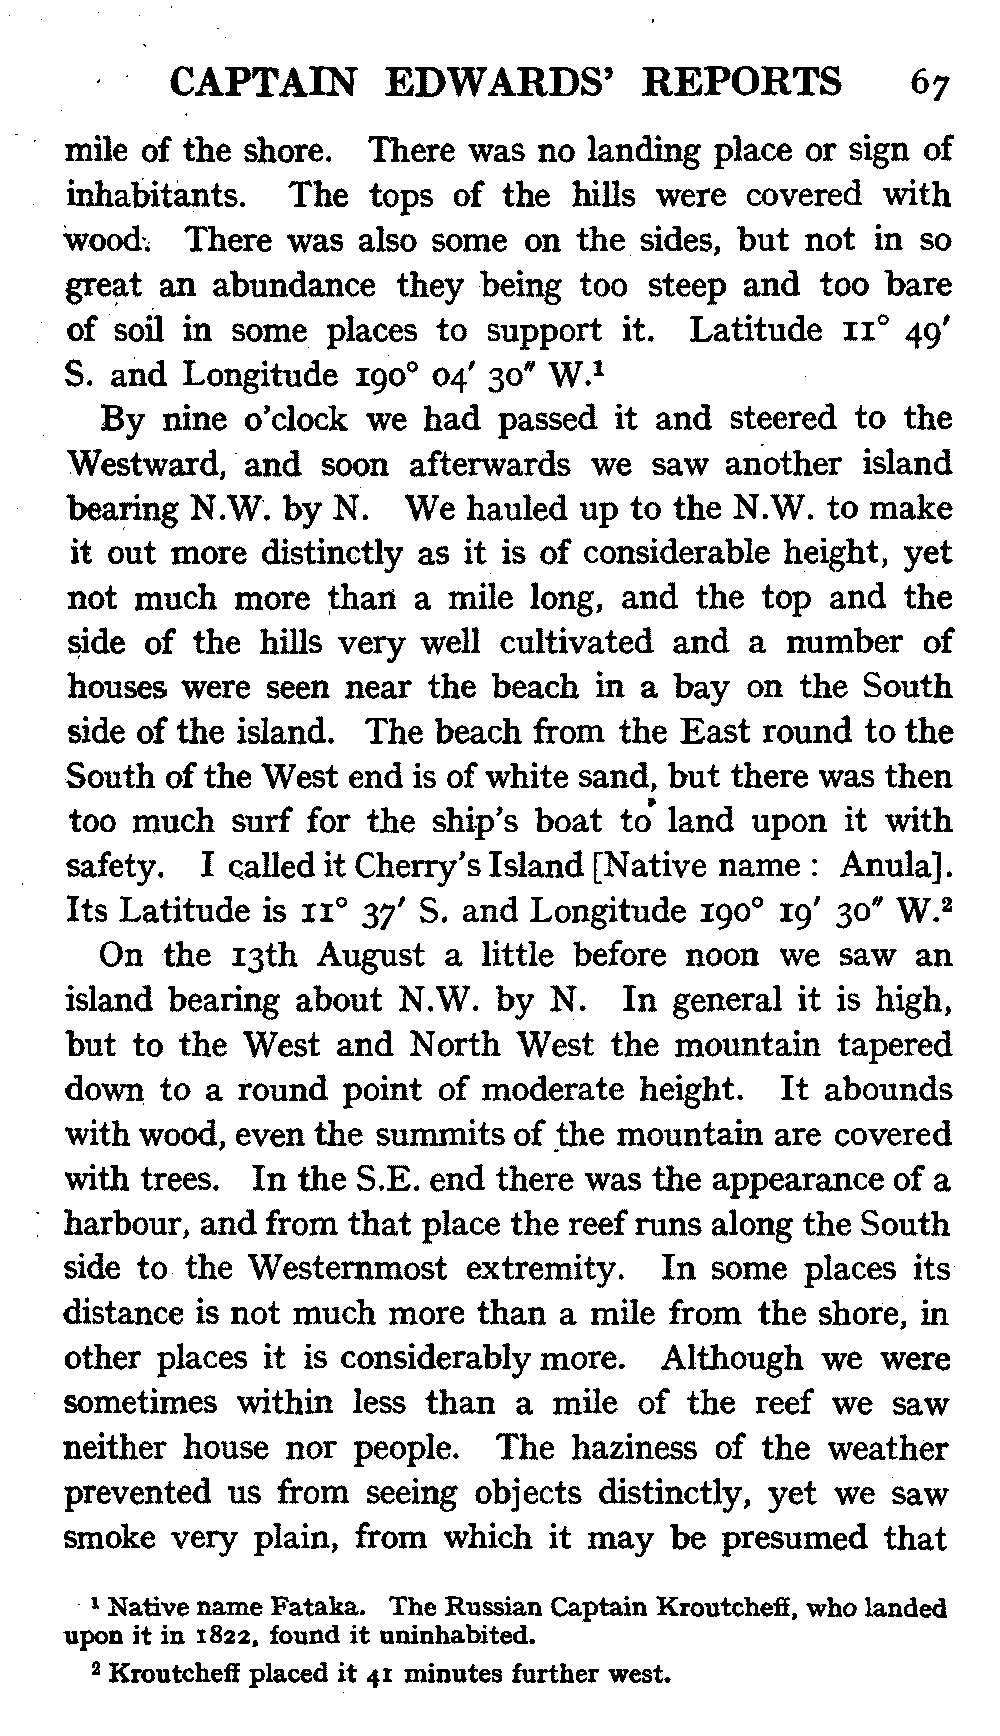 CAPTAIN EDWARDS' REPORTS 67
mile of the shore. There was no landing place or sign of
inhabitants. The tops of the hills were covered with
wood. There was also some on the sides, but not in so
great an abundance they being too steep and too bare
of soil in some places to support it. Latitude 11° 49′
S. and Longitude 190° 04′ 30″ W.¹
By nine o'clock we had passed it and steered to the
Westward, and soon afterwards we saw another island
bearing N.W. by N. We hauled up to the N.W. to make
it out more distinctly as it is of considerable height, yet
not much more than a mile long, and the top and the
side of the hills very well cultivated and a number of
houses were seen near the beach in a bay on the South
side of the island. The beach from the East round to the
South of the West end is of white sand, but there was then
too much surf for the ship's boat to land upon it with
safety. I called it Cherry's Island [Native name : Anula].
Its Latitude is 11° 37′ S. and Longitude 190° 19′ 30″ W.²
On the 13th August a little before noon we saw an
island bearing about N.W. by N. In general it is high,
but to the West and North West the mountain tapered
down to a round point of moderate height. It abounds
with wood, even the summits of the mountain are covered
with trees. In the S.E. end there was the appearance of a
harbour, and from that place the reef runs along the South
side to the Westernmost extremity. In some places its
distance is not much more than a mile from the shore, in
other places it is considerably more. Although we were
sometimes within less than a mile of the reef we saw
neither house nor people. The haziness of the weather
prevented us from seeing objects distinctly, yet we saw
smoke very plain, from which it may be presumed that
¹ Native name Fataka. The Russian Captain Kroutcheff, who landed
upon it in 1822, found it uninhabited.
² Kroutcheff placed it 41 minutes further west.